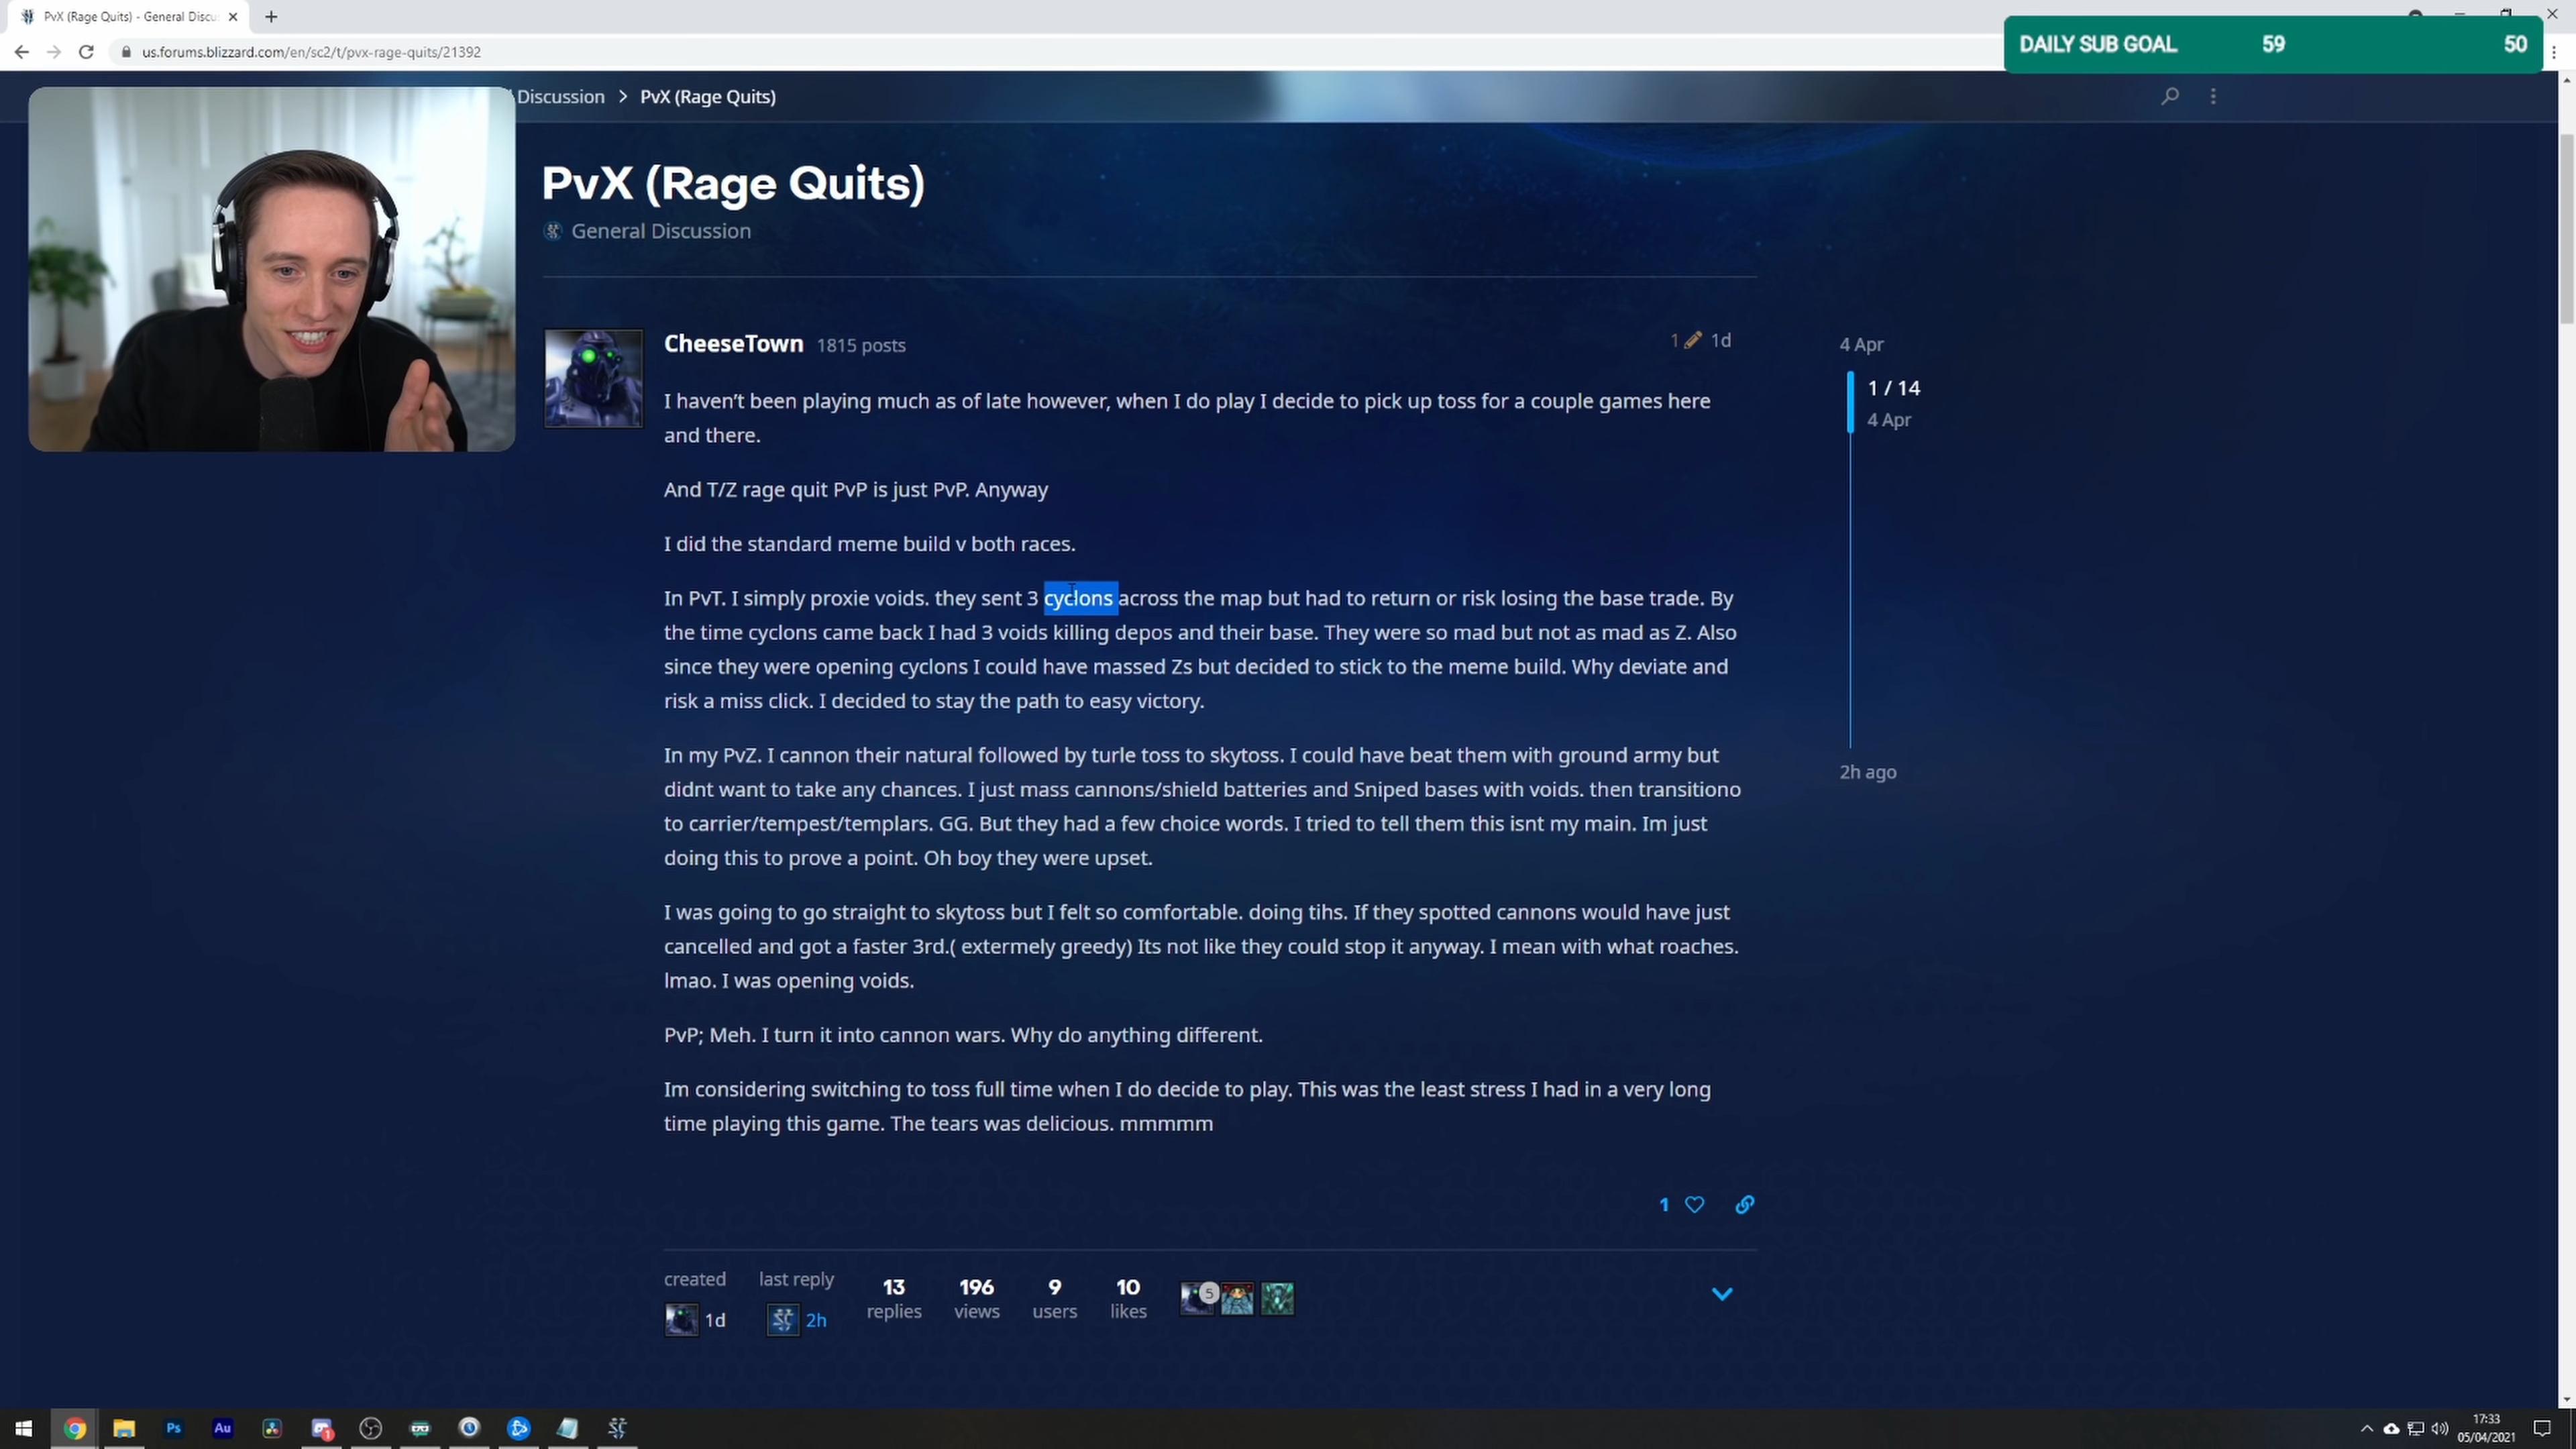 PvX (Rage Quits) - General Discu
us.forums.blizzard.com/en/sc2/t/pvx-rage-quits/21392
DAILY SUB GOAL 59 50
Discussion > PvX (Rage Quits)
PvX (Rage Quits)
General Discussion
CheeseTown 1815 posts
1 1d
I haven't been playing much as of late however, when I do play I decide to pick up toss for a couple games here
and there.
And T/Z rage quit PvP is just PvP. Anyway
I did the standard meme build v both races.
In PvT. I simply proxie voids. they sent 3 cyclons across the map but had to return or risk losing the base trade. By
the time cyclons came back I had 3 voids killing depos and their base. They were so mad but not as mad as Z. Also
since they were opening cyclons I could have massed Zs but decided to stick to the meme build. Why deviate and
risk a miss click. I decided to stay the path to easy victory.
In my PvZ. I cannon their natural followed by turle toss to skytoss. I could have beat them with ground army but
didnt want to take any chances. I just mass cannons/shield batteries and Sniped bases with voids. then transitiono
to carrier/tempest/templars. GG. But they had a few choice words. I tried to tell them this isnt my main. Im just
doing this to prove a point. Oh boy they were upset.
I was going to go straight to skytoss but I felt so comfortable. doing tihs. If they spotted cannons would have just
cancelled and got a faster 3rd.( extermely greedy) Its not like they could stop it anyway. I mean with what roaches.
lmao. I was opening voids.
PvP; Meh. I turn it into cannon wars. Why do anything different.
Im considering switching to toss full time when I do decide to play. This was the least stress I had in a very long
time playing this game. The tears was delicious. mmmmm
4 Apr
1 / 14
4 Apr
2h ago
1
created last reply 13 196 9 10 5
1d 2h replies views users likes
Ps Au 1
17:33
05/04/2021